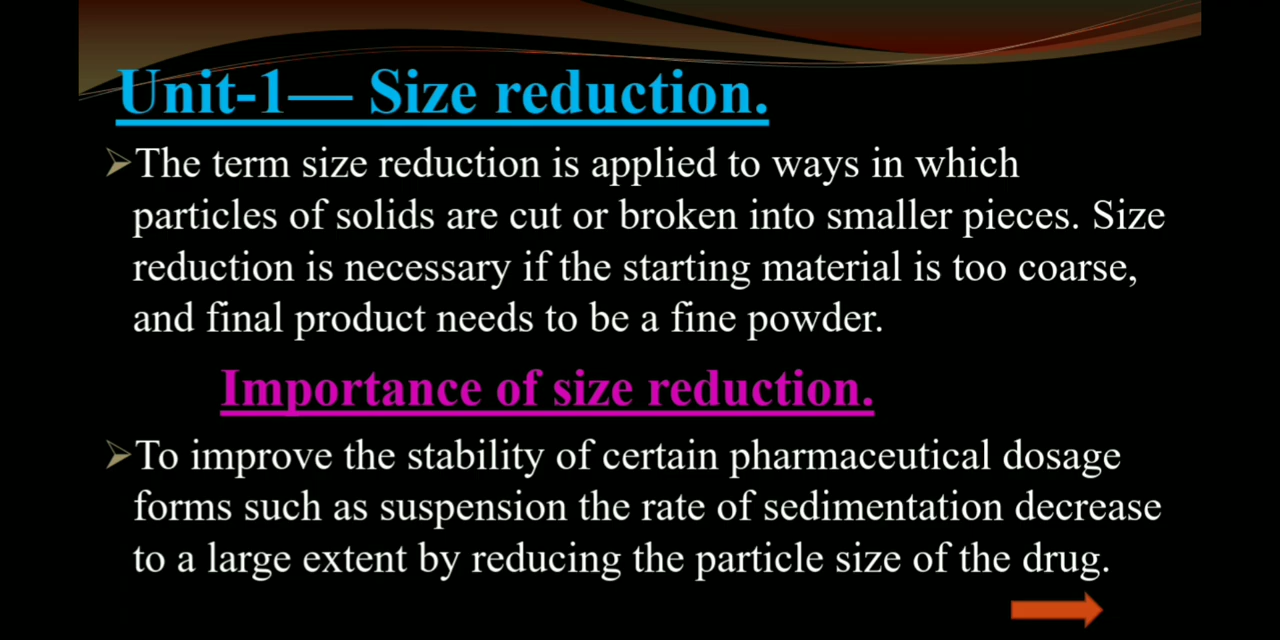 Unit-1— Size reduction.
➢The term size reduction is applied to ways in which
particles of solids are cut or broken into smaller pieces. Size
reduction is necessary if the starting material is too coarse,
and final product needs to be a fine powder.
Importance of size reduction.
➢To improve the stability of certain pharmaceutical dosage
forms such as suspension the rate of sedimentation decrease
to a large extent by reducing the particle size of the drug.